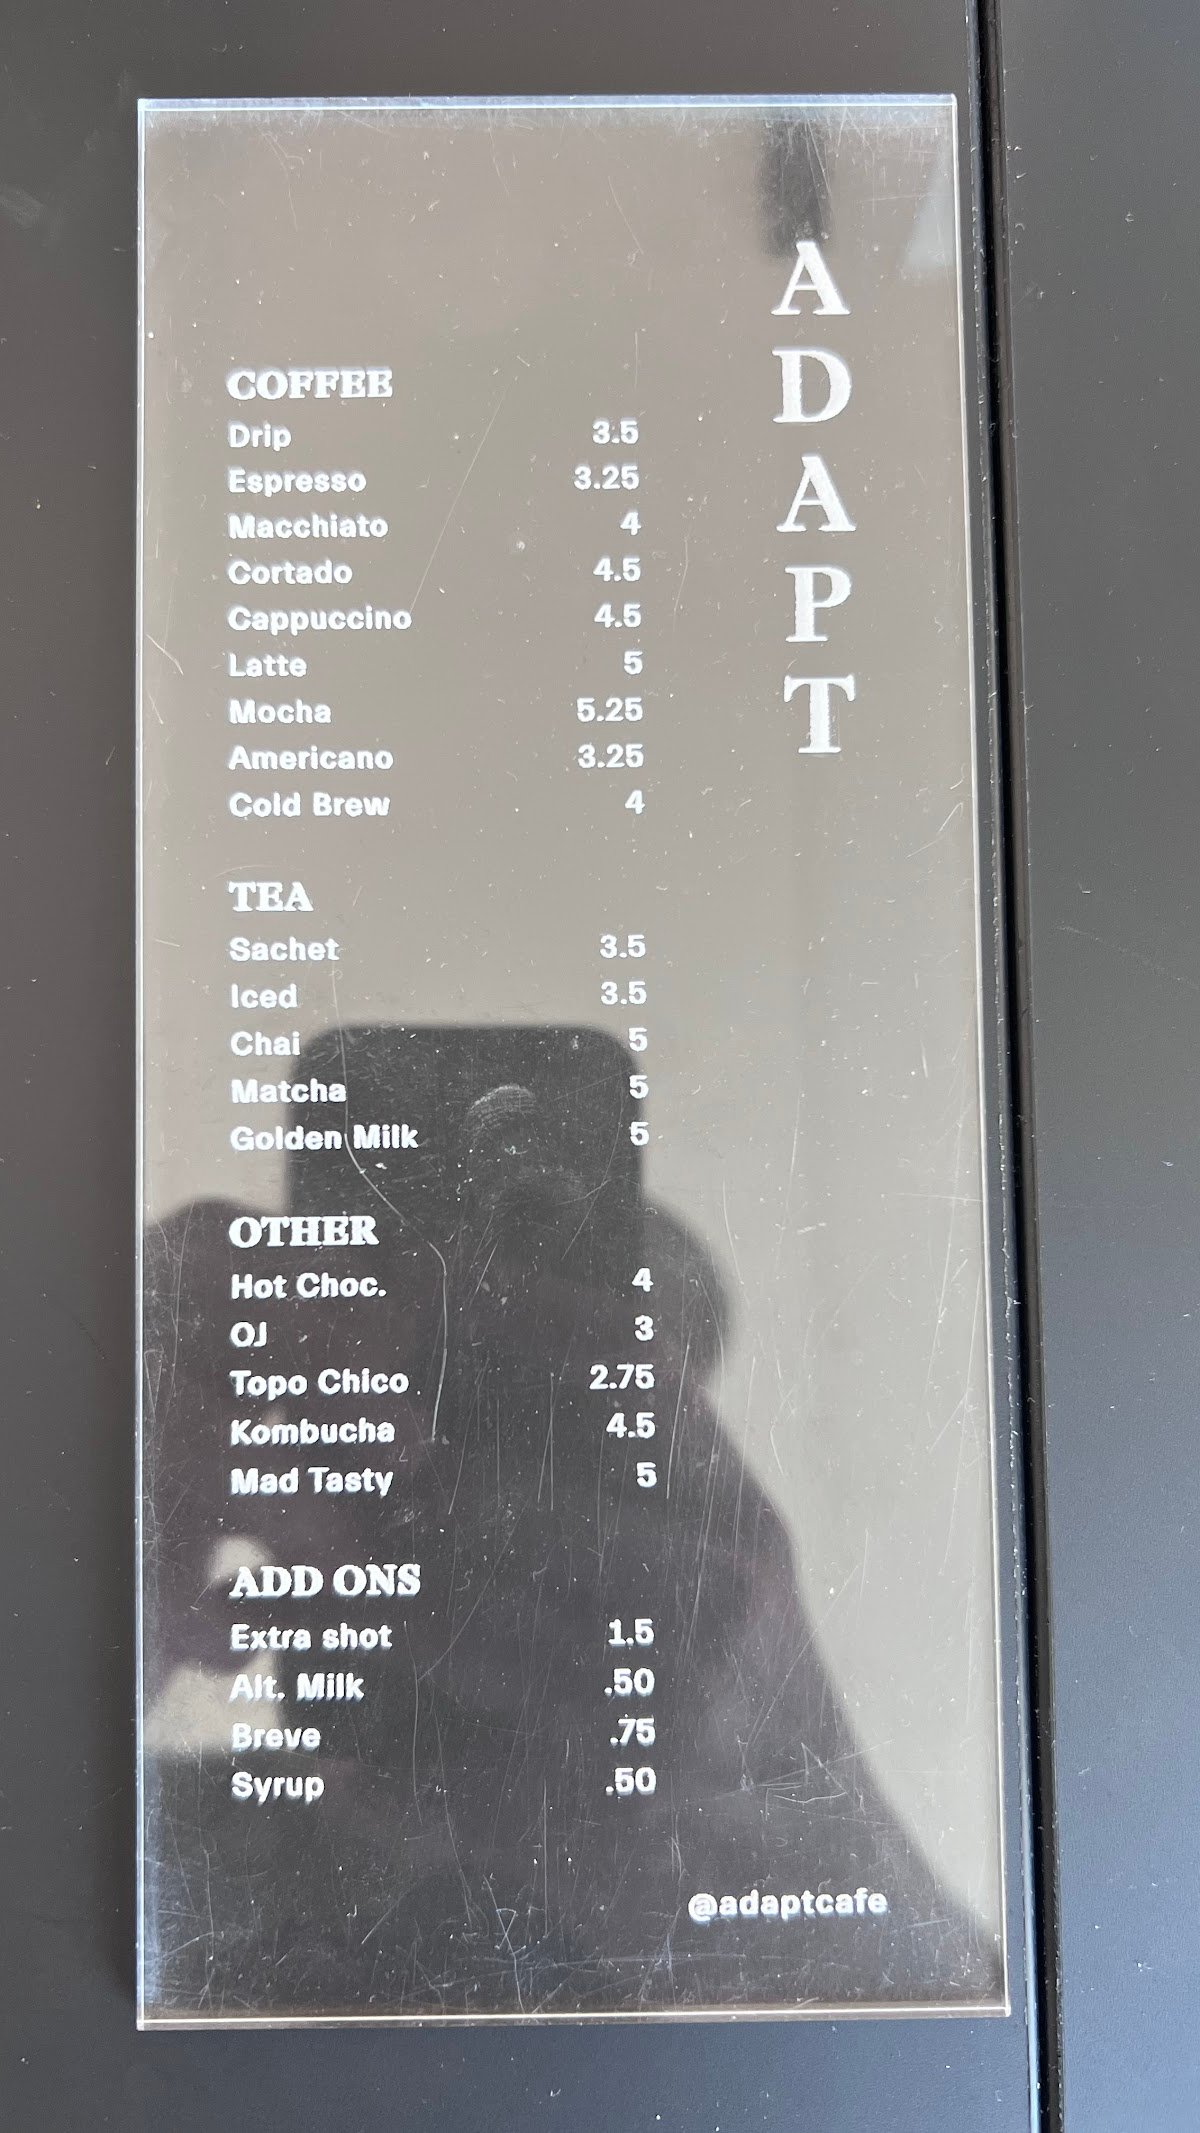 ADAPT
COFFEE
Drip 3.5
Espresso 3.25
Macchiato 4
Cortado 4.5
Cappuccino 4.5
Latte 5
Mocha 5.25
Americano 3.25
Cold Brew 4
TEA
Sachet 3.5
Iced 3.5
Chai 5
Matcha 5
Golden Milk 5
OTHER
Hot Choc. 4
OJ 3
Topo Chico 2.75
Kombucha 4.5
Mad Tasty 5
ADD ONS
Extra shot 1.5
Alt. Milk .50
Breve .75
Syrup .50
@adaptcafe